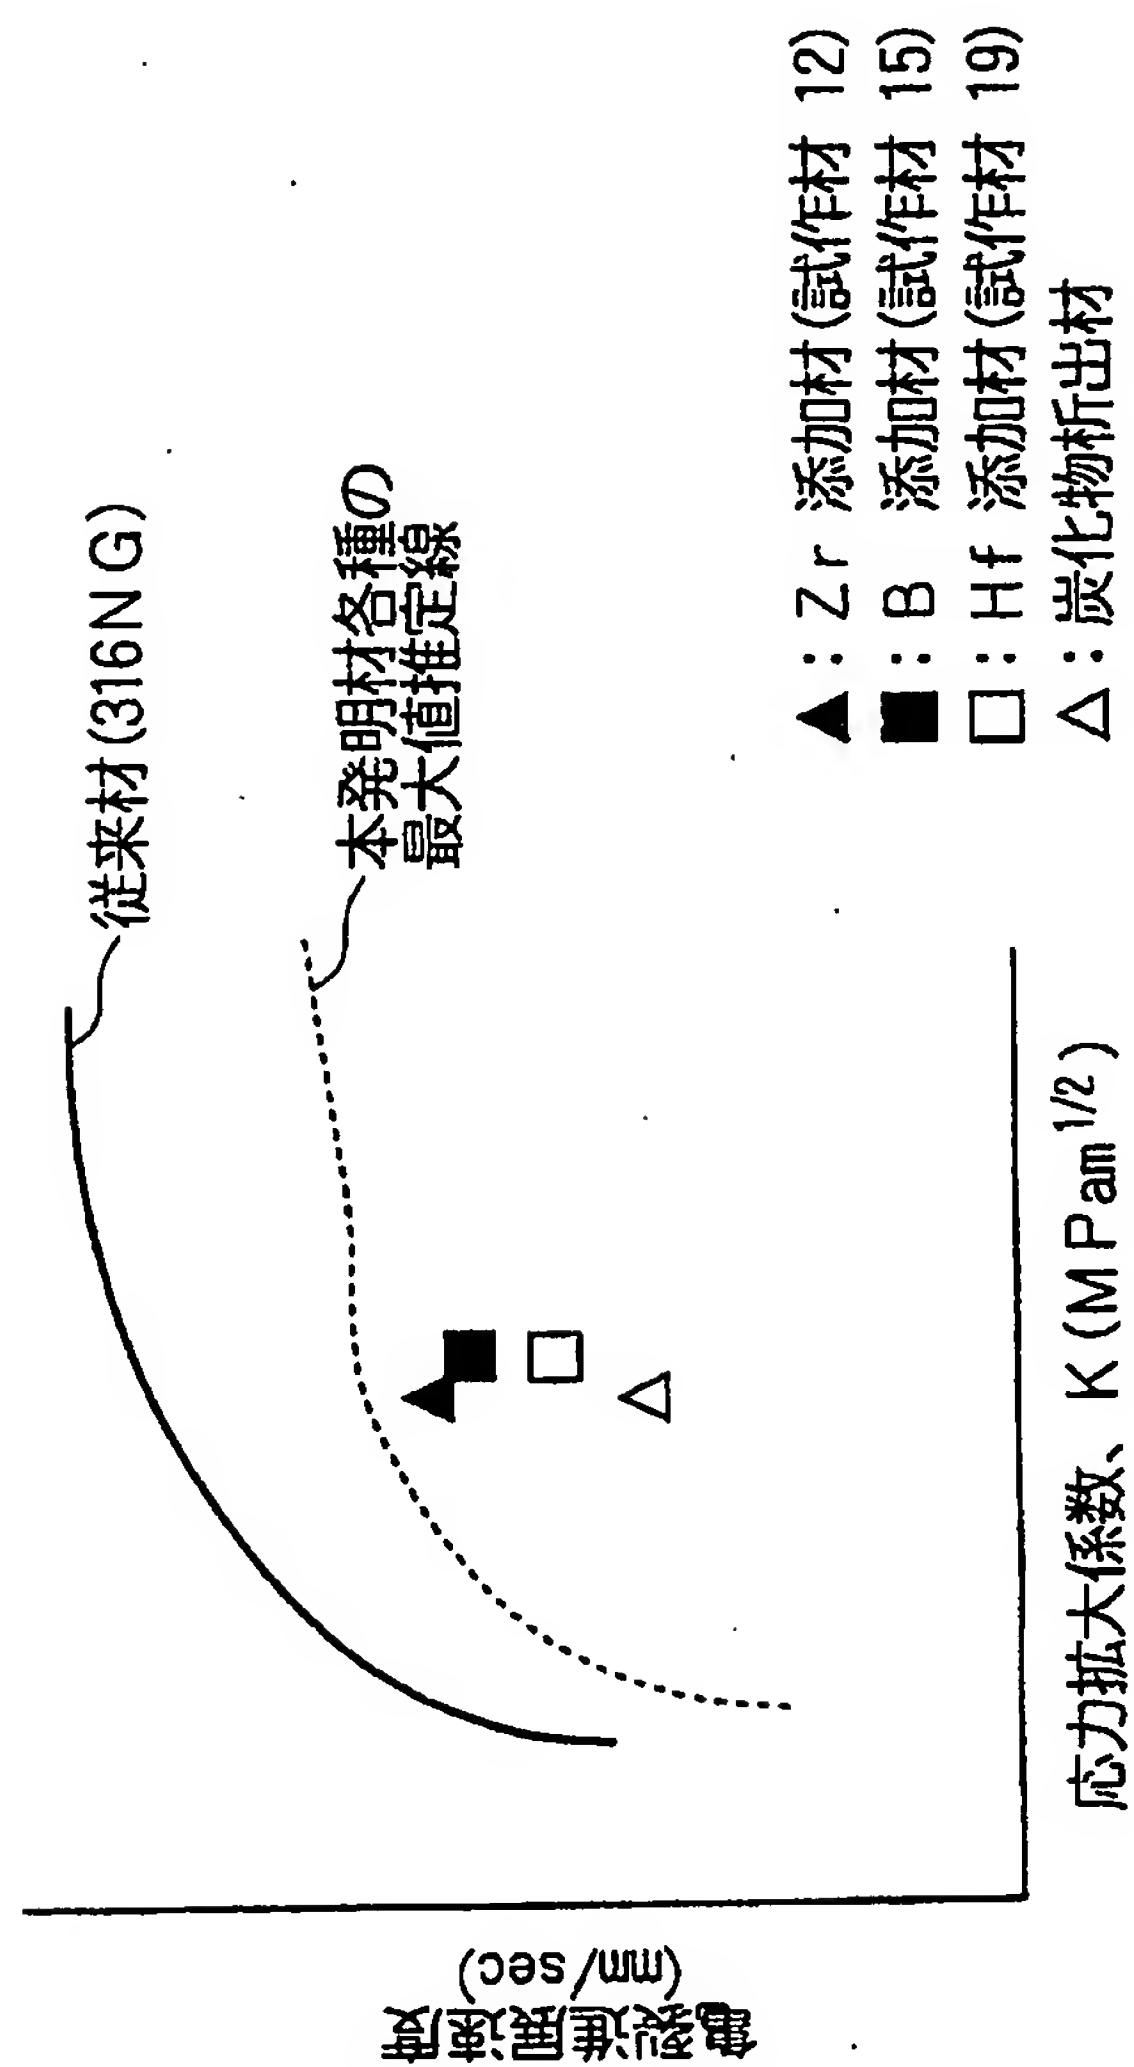 従来材(316NG)
本発明材各種の
最大値推定線
亀裂進展速度
(mm/sec)
応力拡大係数、K(MPam1/2)
▲:Zr 添加材(試作材 12)
■:B 添加材(試作材 15)
□:Hf 添加材(試作材 19)
△:炭化物析出材